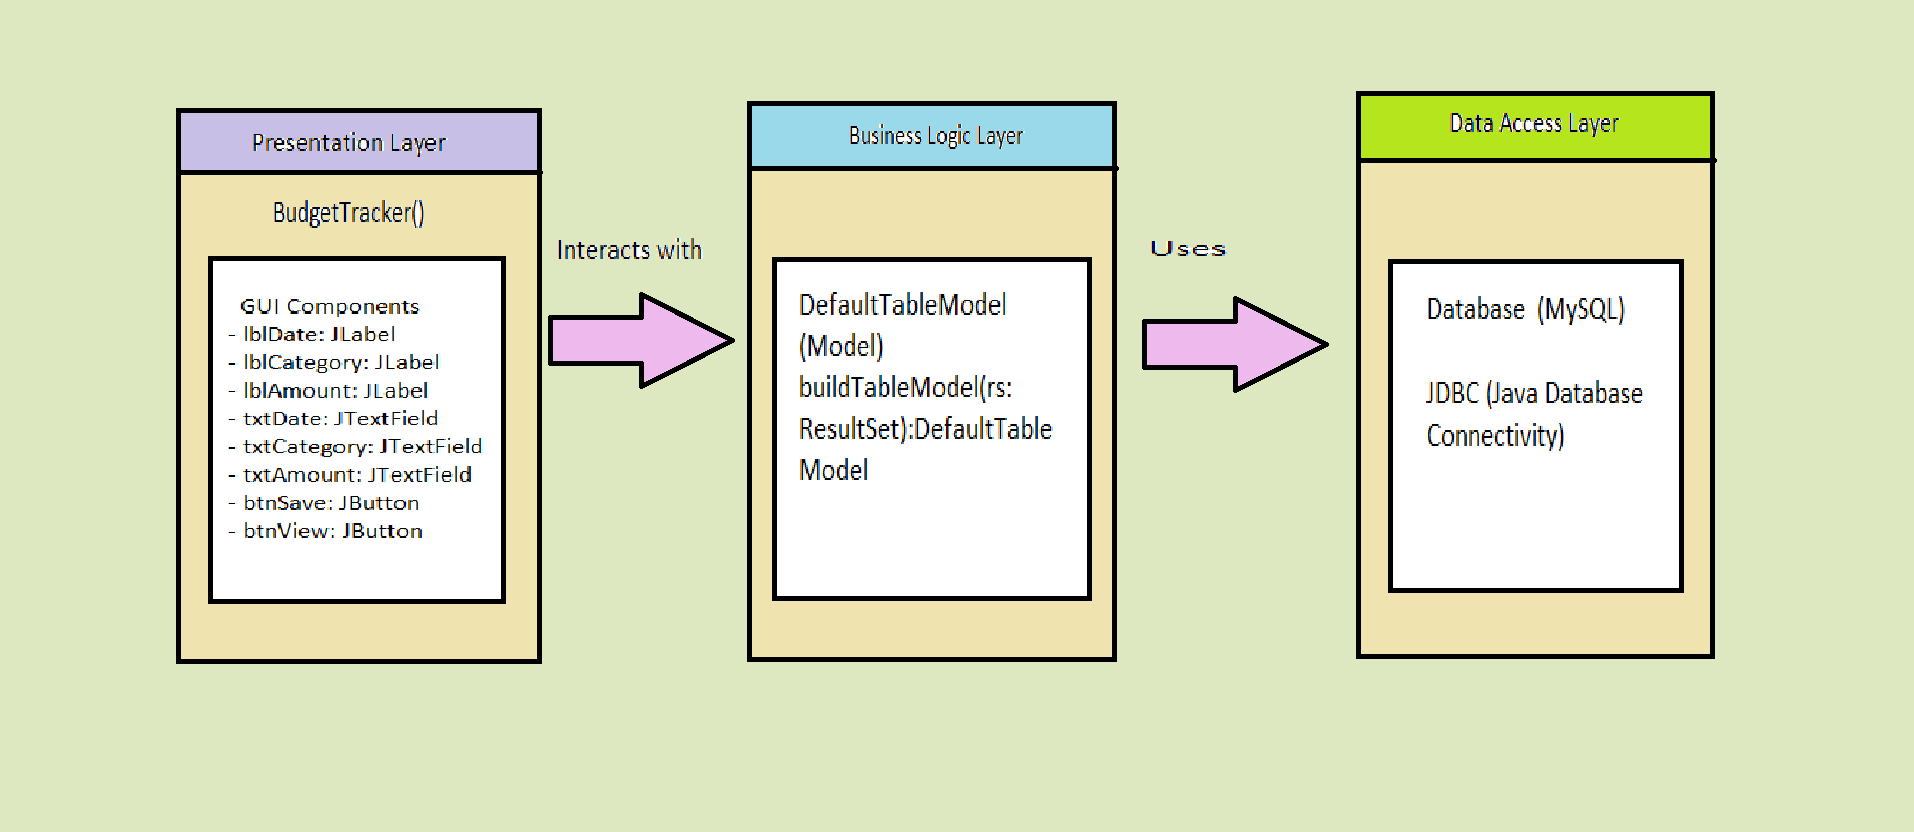 Presentation Layer
BudgetTracker()
GUI Components
- lblDate: JLabel
- lblCategory: JLabel
- lblAmount: JLabel
- txtDate: JTextField
- txtCategory: JTextField
- txtAmount: JTextField
- btnSave: JButton
- btnView: JButton
Interacts with
Business Logic Layer
DefaultTableModel
(Model)
buildTableModel(rs:
ResultSet):DefaultTable
Model
Uses
Data Access Layer
Database (MySQL)
JDBC (Java Database
Connectivity)